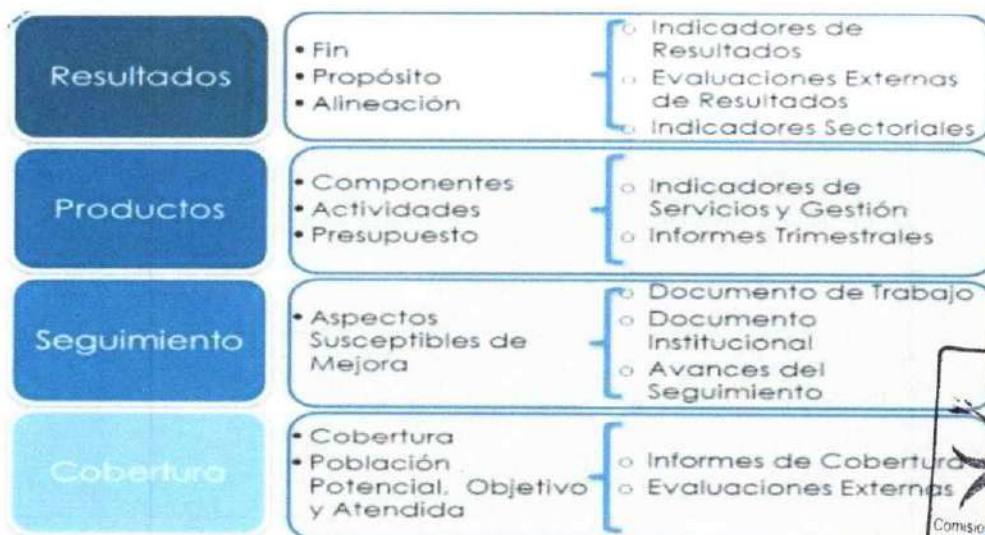 Resultados
• Fin
• Propósito
• Alineación
○ Indicadores de
Resultados
○ Evaluaciones Externas
de Resultados
○ Indicadores Sectoriales
Productos
• Componentes
• Actividades
• Presupuesto
○ Indicadores de
Servicios y Gestión
○ Informes Trimestrales
Seguimiento
• Aspectos
Susceptibles de
Mejora
○ Documento de Trabajo
○ Documento
Institucional
○ Avances del
Seguimiento
Cobertura
• Cobertura
• Población
Potencial, Objetivo
y Atendida
○ Informes de Cobertura
○ Evaluaciones Externas